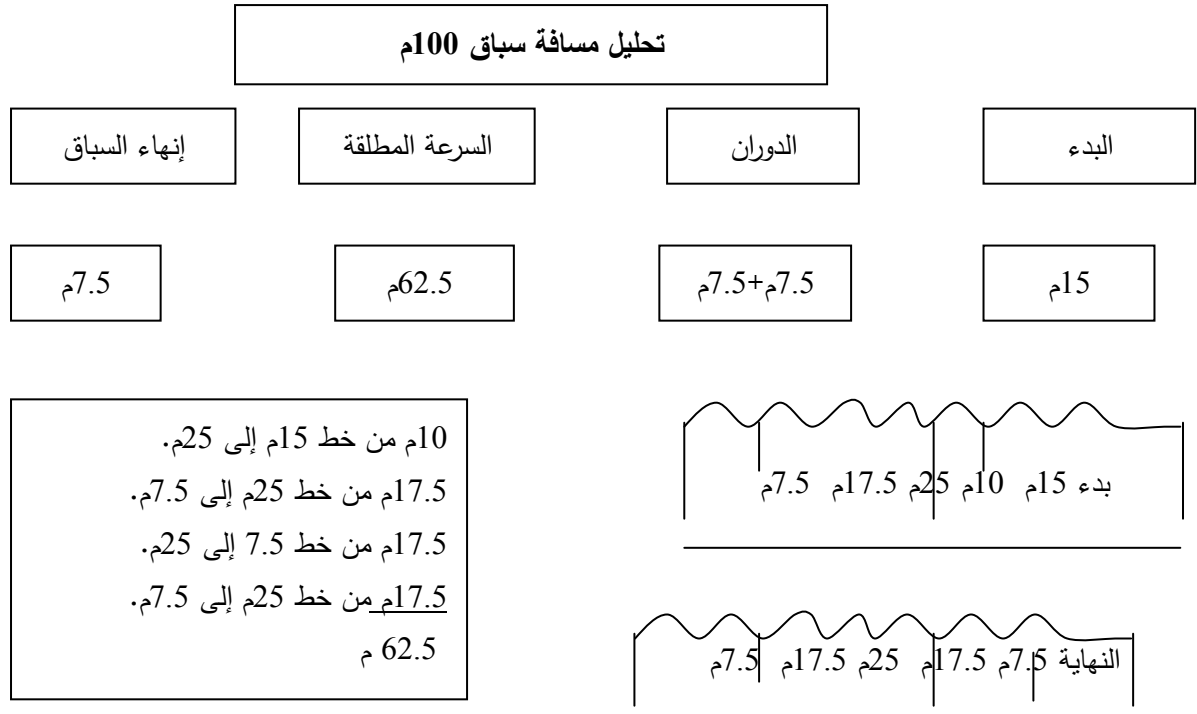 تحليل مسافة سباق 100م
البدء
الدوران
السرعة المطلقة
إنهاء السباق
15م
7.5م+7.5م
62.5م
7.5م
بدء 15م 10م 25م 17.5م 7.5م
النهاية 7.5م 17.5م 25م 17.5م 7.5م
10م من خط 15م إلى 25م.
17.5م من خط 25م إلى 7.5م.
17.5م من خط 7.5 إلى 25م.
17.5م من خط 25م إلى 7.5م.
62.5 م